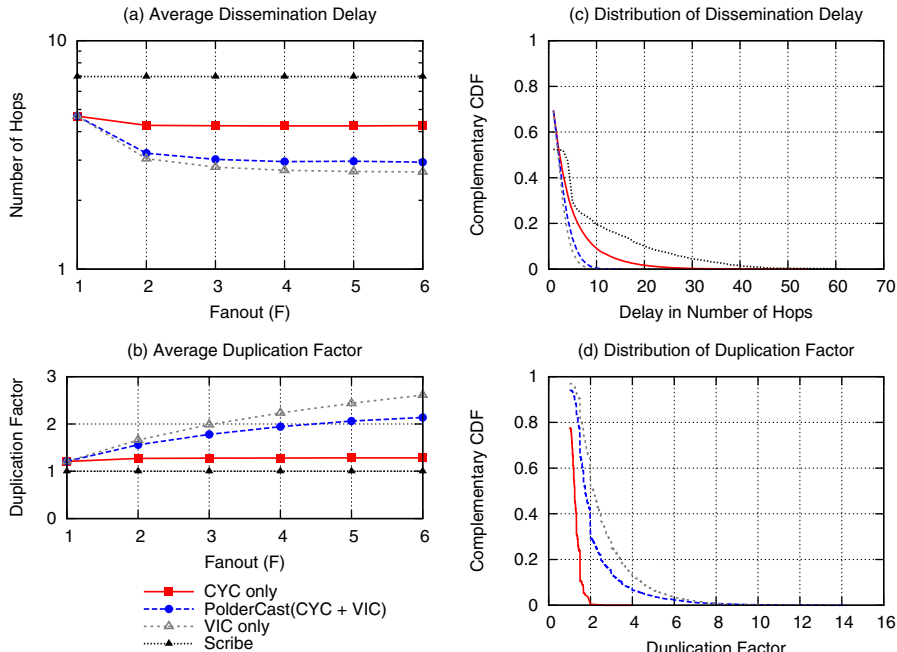 (a) Average Dissemination Delay
10
1
Number of Hops
1 2 3 4 5 6
Fanout (F)
(c) Distribution of Dissemination Delay
1
0.8
0.6
0.4
0.2
0
Complementary CDF
0 10 20 30 40 50 60 70
Delay in Number of Hops
(b) Average Duplication Factor
3
2
1
0
Duplication Factor
1 2 3 4 5 6
Fanout (F)
CYC only
PolderCast(CYC + VIC)
VIC only
Scribe
(d) Distribution of Duplication Factor
1
0.8
0.6
0.4
0.2
0
Complementary CDF
0 2 4 6 8 10 12 14 16
Duplication Factor